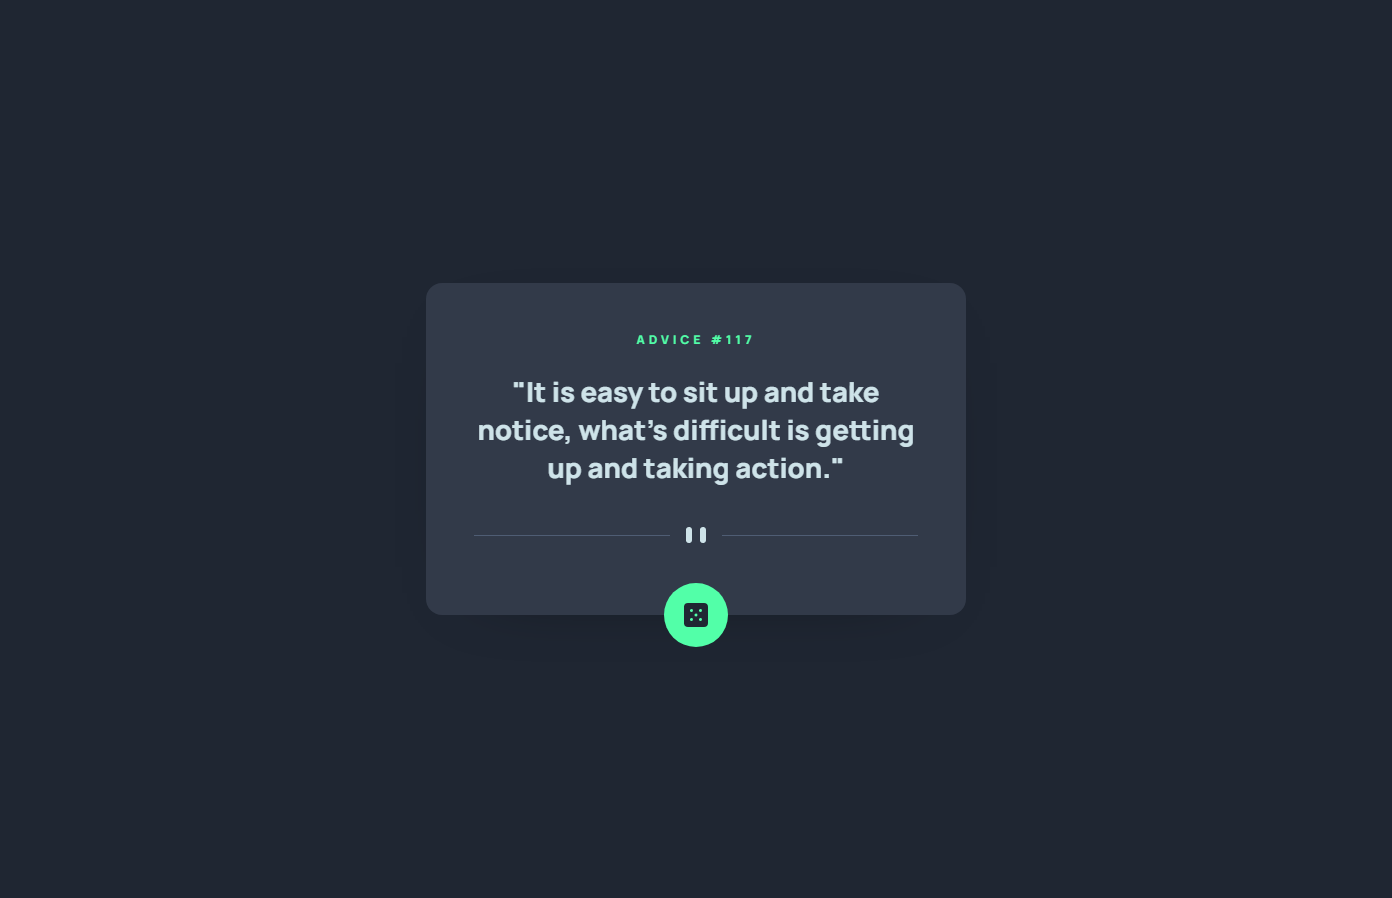 ADVICE #117
"It is easy to sit up and take
notice, what's difficult is getting
up and taking action."